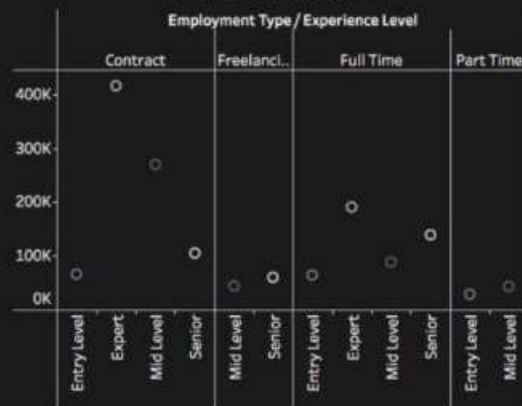 Employment Type / Experience Level
Contract
Freelanci..
Full Time
Part Time
400K
300K
200K
100K
0K
Entry Level
Expert
Mid Level
Senior
Mid Level
Senior
Entry Level
Expert
Mid Level
Senior
Entry Level
Mid Level